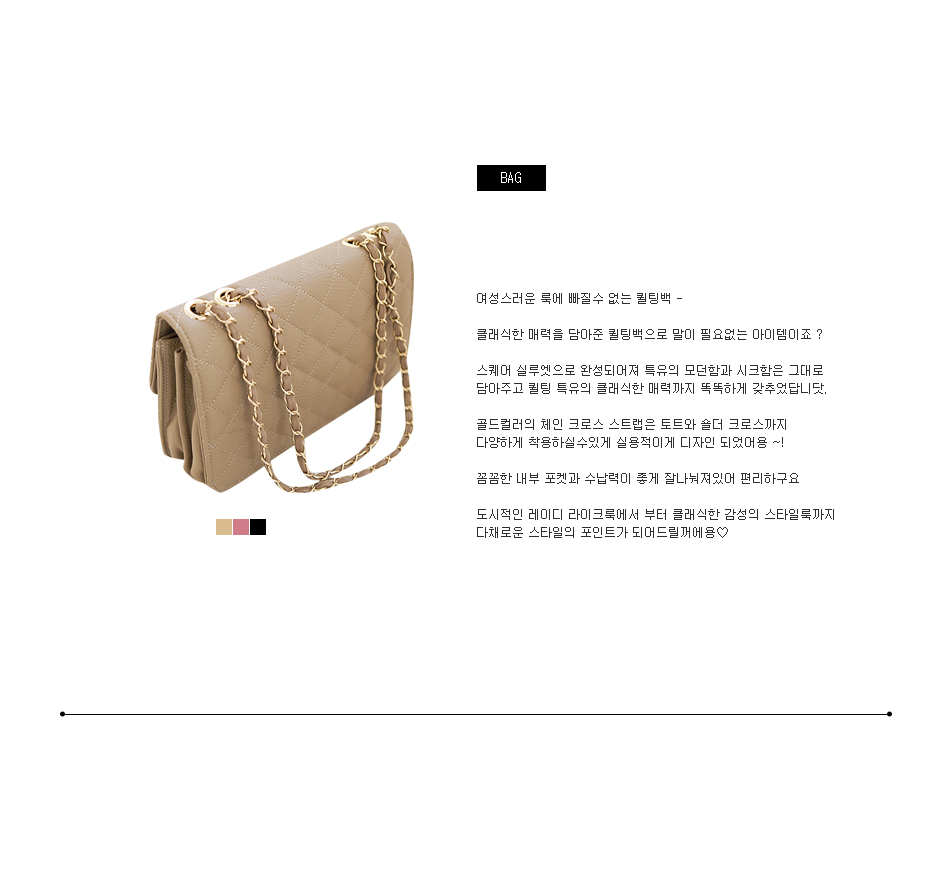 BAG
여성스러운 룩에 빠질수 없는 퀼팅백 -
클래식한 매력을 담아준 퀼팅백으로 말이 필요없는 아이템이죠 ?
스퀘어 실루엣으로 완성되어져 특유의 모던함과 시크함은 그대로
담아주고 퀼팅 특유의 클래식한 매력까지 똑똑하게 갖추었답니닷.
골드컬러의 체인 크로스 스트랩은 토트와 숄더 크로스까지
다양하게 착용하실수있게 실용적이게 디자인 되었어용 ~!
꼼꼼한 내부 포켓과 수납력이 좋게 잘나눠져있어 편리하구요
도시적인 레이디 라이크룩에서 부터 클래식한 감성의 스타일룩까지
다채로운 스타일의 포인트가 되어드릴꺼에용♡